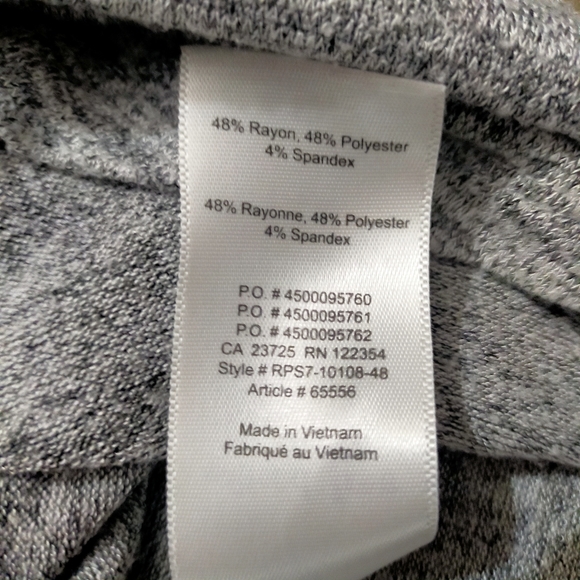 48% Rayon, 48% Polyester
4% Spandex
48% Rayonne, 48% Polyester
4% Spandex
P.O. # 4500095760
P.O. # 4500095761
P.O. # 4500095762
CA 23725 RN 122354
Style # RPS7-10108-48
Article # 65556
Made in Vietnam
Fabriqué au Vietnam